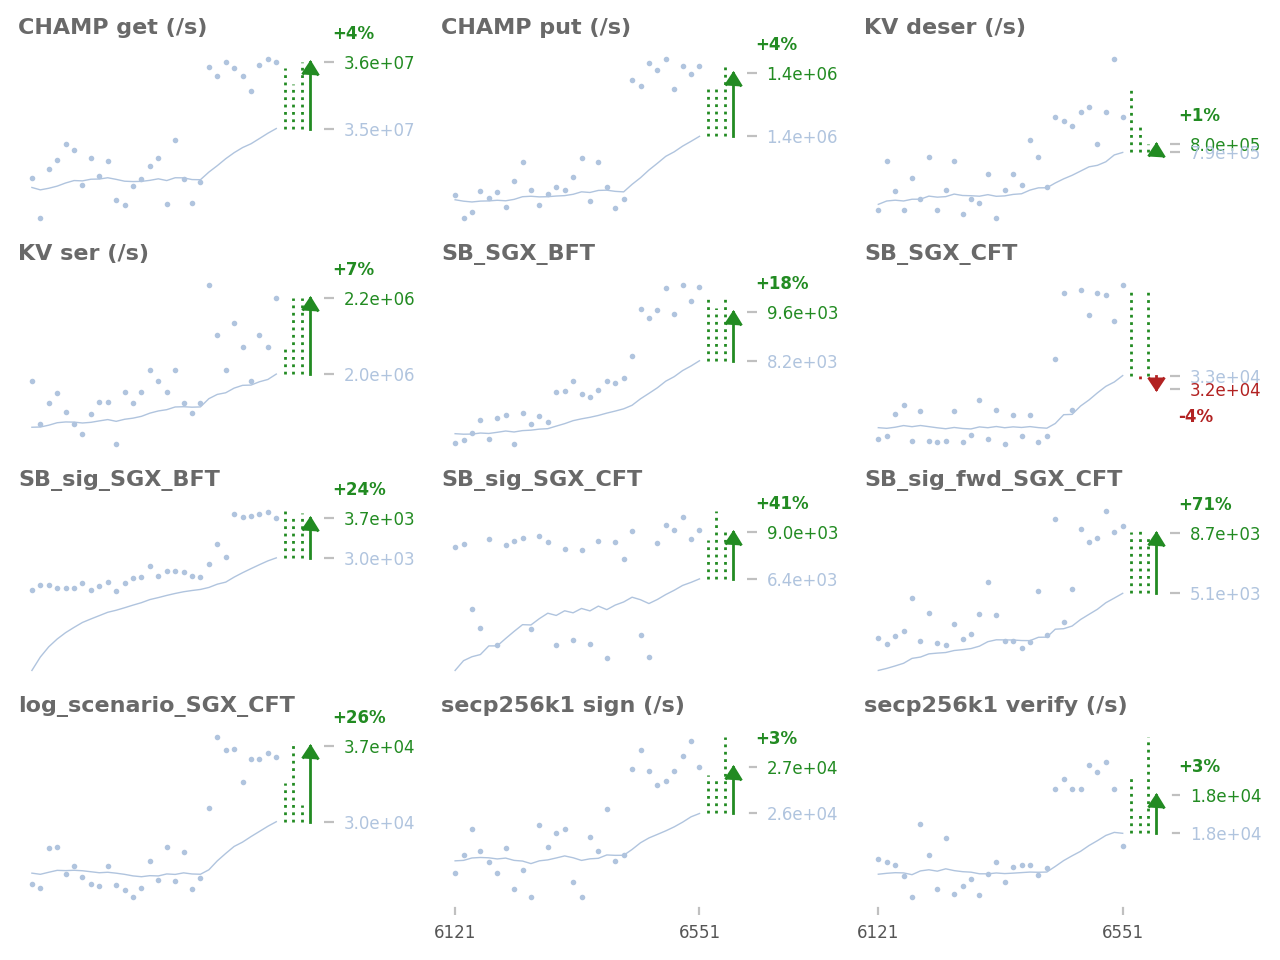 CHAMP get (/s)
+4%
3.6e+07
3.5e+07
CHAMP put (/s)
+4%
1.4e+06
1.4e+06
KV deser (/s)
+1%
8.0e+05
7.9e+05
KV ser (/s)
+7%
2.2e+06
2.0e+06
SB_SGX_BFT
+18%
9.6e+03
8.2e+03
SB_SGX_CFT
3.3e+04
3.2e+04
-4%
SB_sig_SGX_BFT
+24%
3.7e+03
3.0e+03
SB_sig_SGX_CFT
+41%
9.0e+03
6.4e+03
SB_sig_fwd_SGX_CFT
+71%
8.7e+03
5.1e+03
log_scenario_SGX_CFT
+26%
3.7e+04
3.0e+04
secp256k1 sign (/s)
+3%
2.7e+04
2.6e+04
6121
6551
secp256k1 verify (/s)
+3%
1.8e+04
1.8e+04
6121
6551